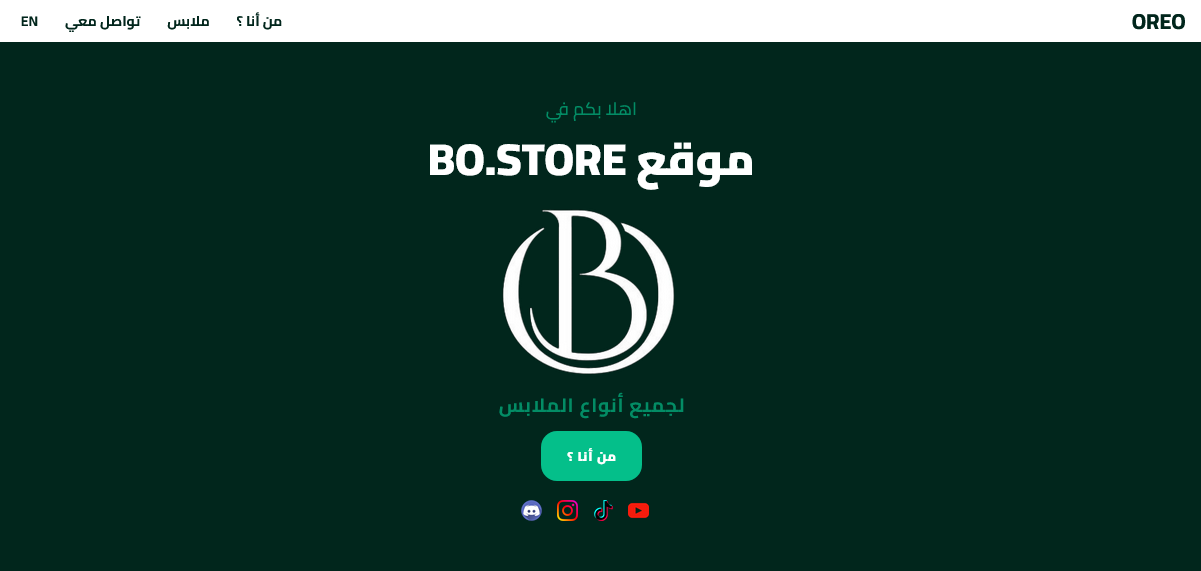 OREO
من أنا ؟ ملابس تواصل معي EN
اهلا بكم في
موقع BO.STORE
لجميع أنواع الملابس
من أنا ؟